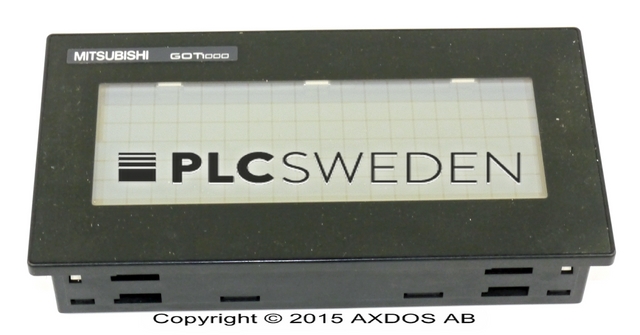 MITSUBISHI GOT1000
PLCSWEDEN
Copyright © 2015 AXDOS AB